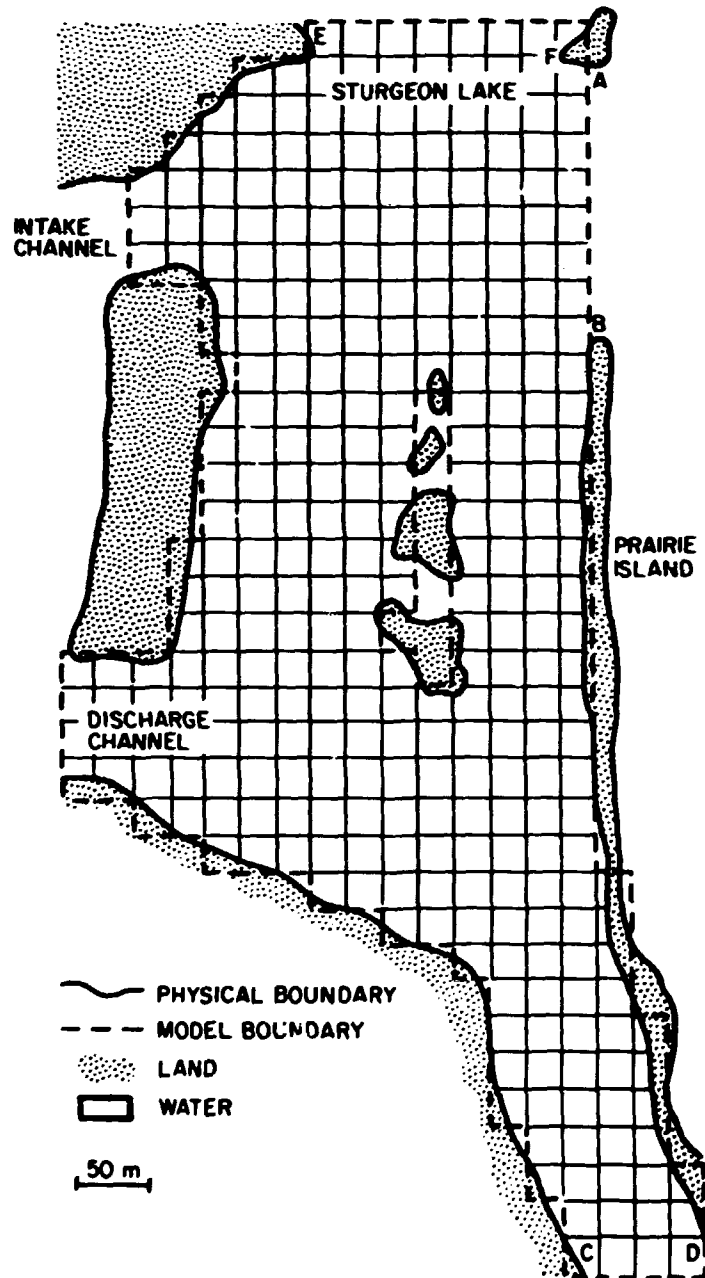 E
F
A
STURGEON LAKE
INTAKE
CHANNEL
B
PRAIRIE
ISLAND
DISCHARGE
CHANNEL
PHYSICAL BOUNDARY
MODEL BOUNDARY
LAND
WATER
50 m
C
D